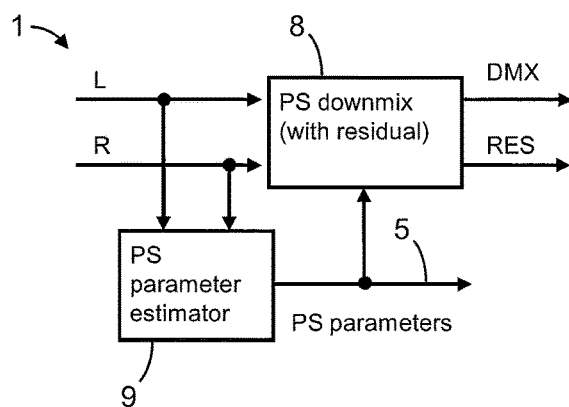 1
8
L
R
PS downmix
(with residual)
DMX
RES
PS
parameter
estimator
5
PS parameters
9